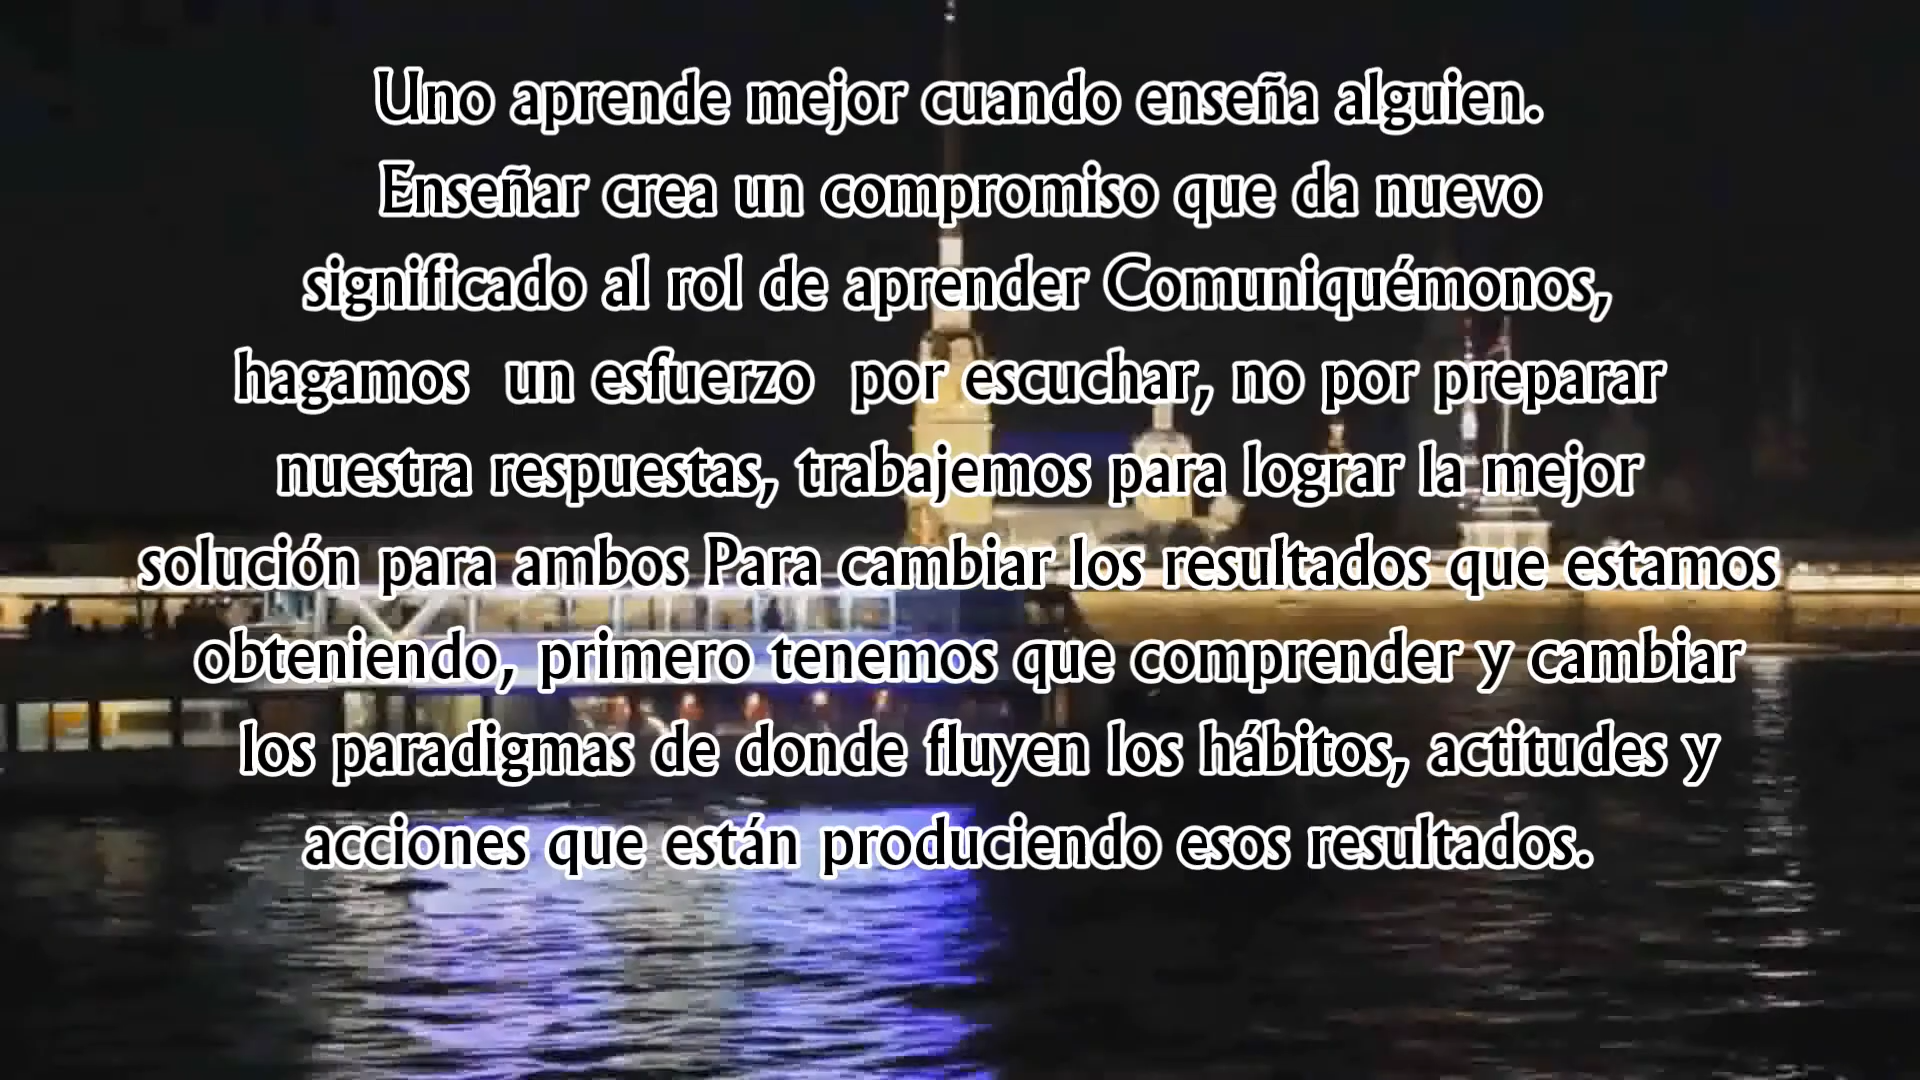 Uno aprende mejor cuando enseña alguien.
Enseñar crea un compromiso que da nuevo
significado al rol de aprender Comuniquémonos,
hagamos un esfuerzo por escuchar, no por preparar
nuestra respuestas, trabajemos para lograr la mejor
solución para ambos Para cambiar los resultados que estamos
obteniendo, primero tenemos que comprender y cambiar
los paradigmas de donde fluyen los hábitos, actitudes y
acciones que están produciendo esos resultados.